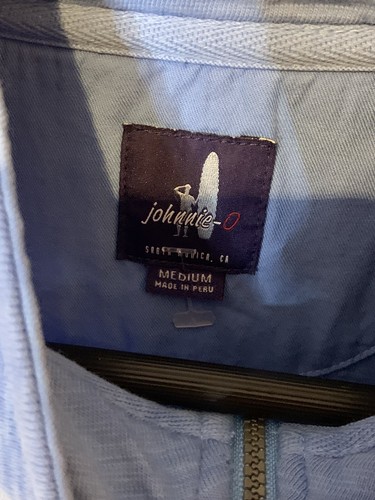 johnnie-O
SANTA MONICA, CA
MEDIUM
MADE IN PERU